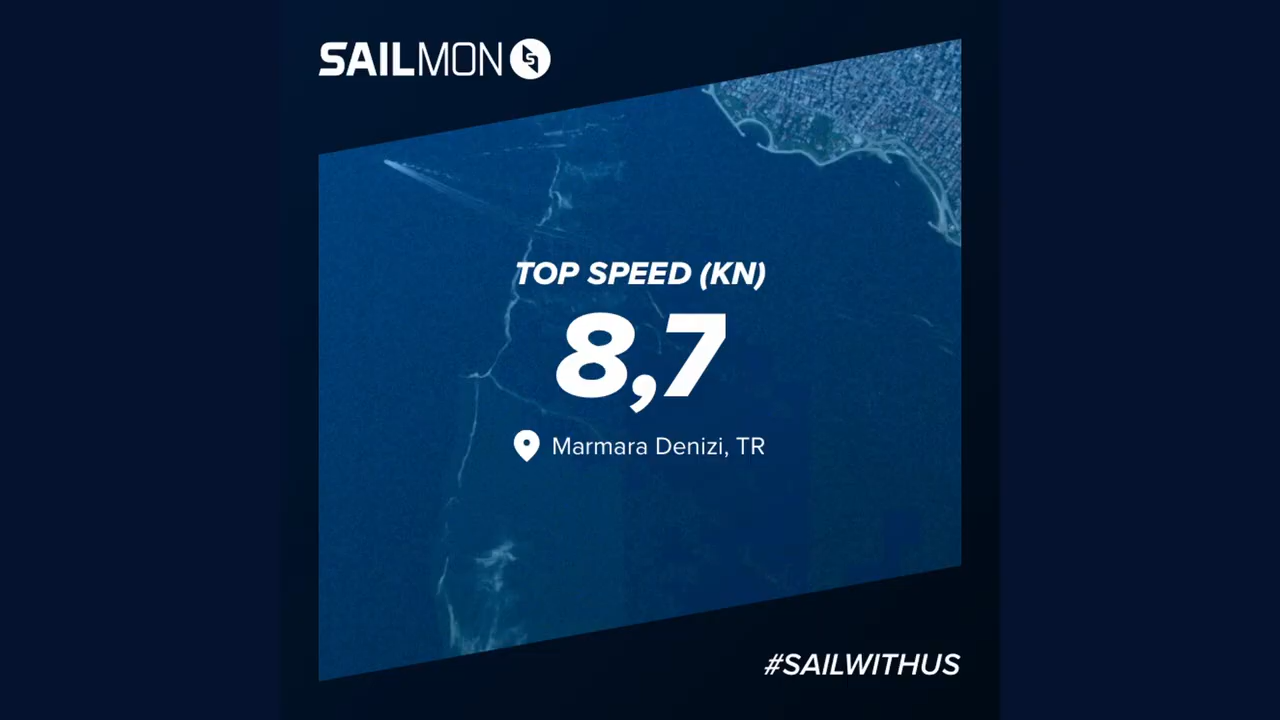 SAILMON
TOP SPEED (KN)
8,7
Marmara Denizi, TR
#SAILWITHUS